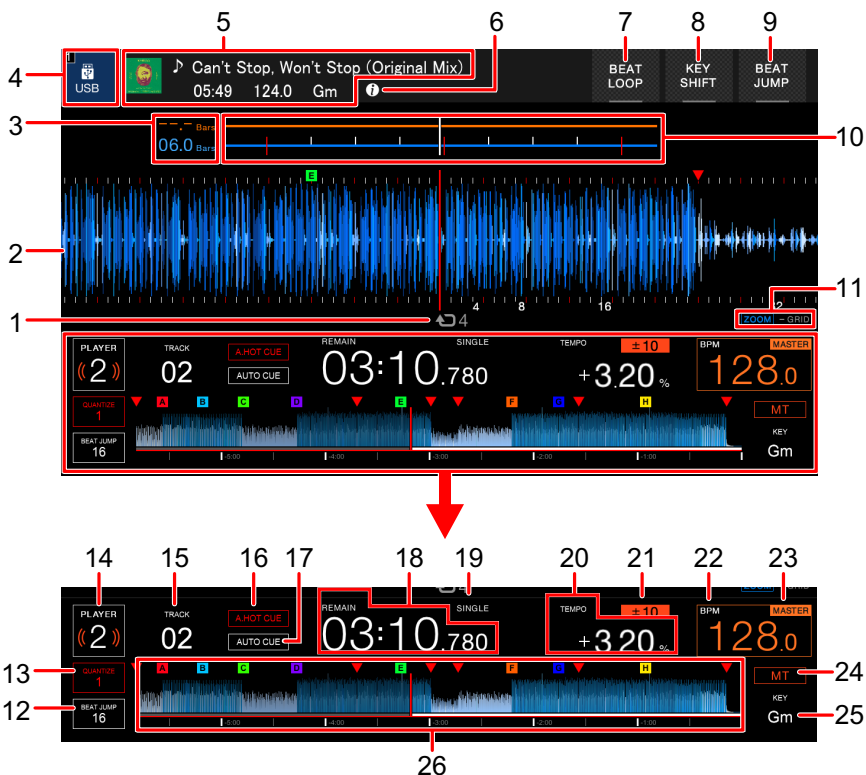 5
6
7
8
9
4
1
USB
♪ Can't Stop, Won't Stop (Original Mix)
05:49 124.0 Gm i
BEAT LOOP
KEY SHIFT
BEAT JUMP
3
--.- Bars
06.0 Bars
10
E
2
11
4 8 16 32
1
4
ZOOM - GRID
PLAYER
2
TRACK
02
A.HOT CUE
AUTO CUE
REMAIN
SINGLE
03:10.780
TEMPO
±10
+3.20 %
BPM
MASTER
128.0
QUANTIZE
1
A B C D E F G H
MT
BEAT JUMP
16
KEY
Gm
-5:00 -4:00 -3:00 -2:00 -1:00
14
15
16
17
18
19
20
21
22
23
4
ZOOM - GRID
PLAYER
2
TRACK
02
A.HOT CUE
AUTO CUE
REMAIN
SINGLE
03:10.780
TEMPO
±10
+3.20 %
BPM
MASTER
128.0
13
QUANTIZE
1
A B C D E F G H
MT
24
12
BEAT JUMP
16
KEY
Gm
25
-5:00 -4:00 -3:00 -2:00 -1:00
26